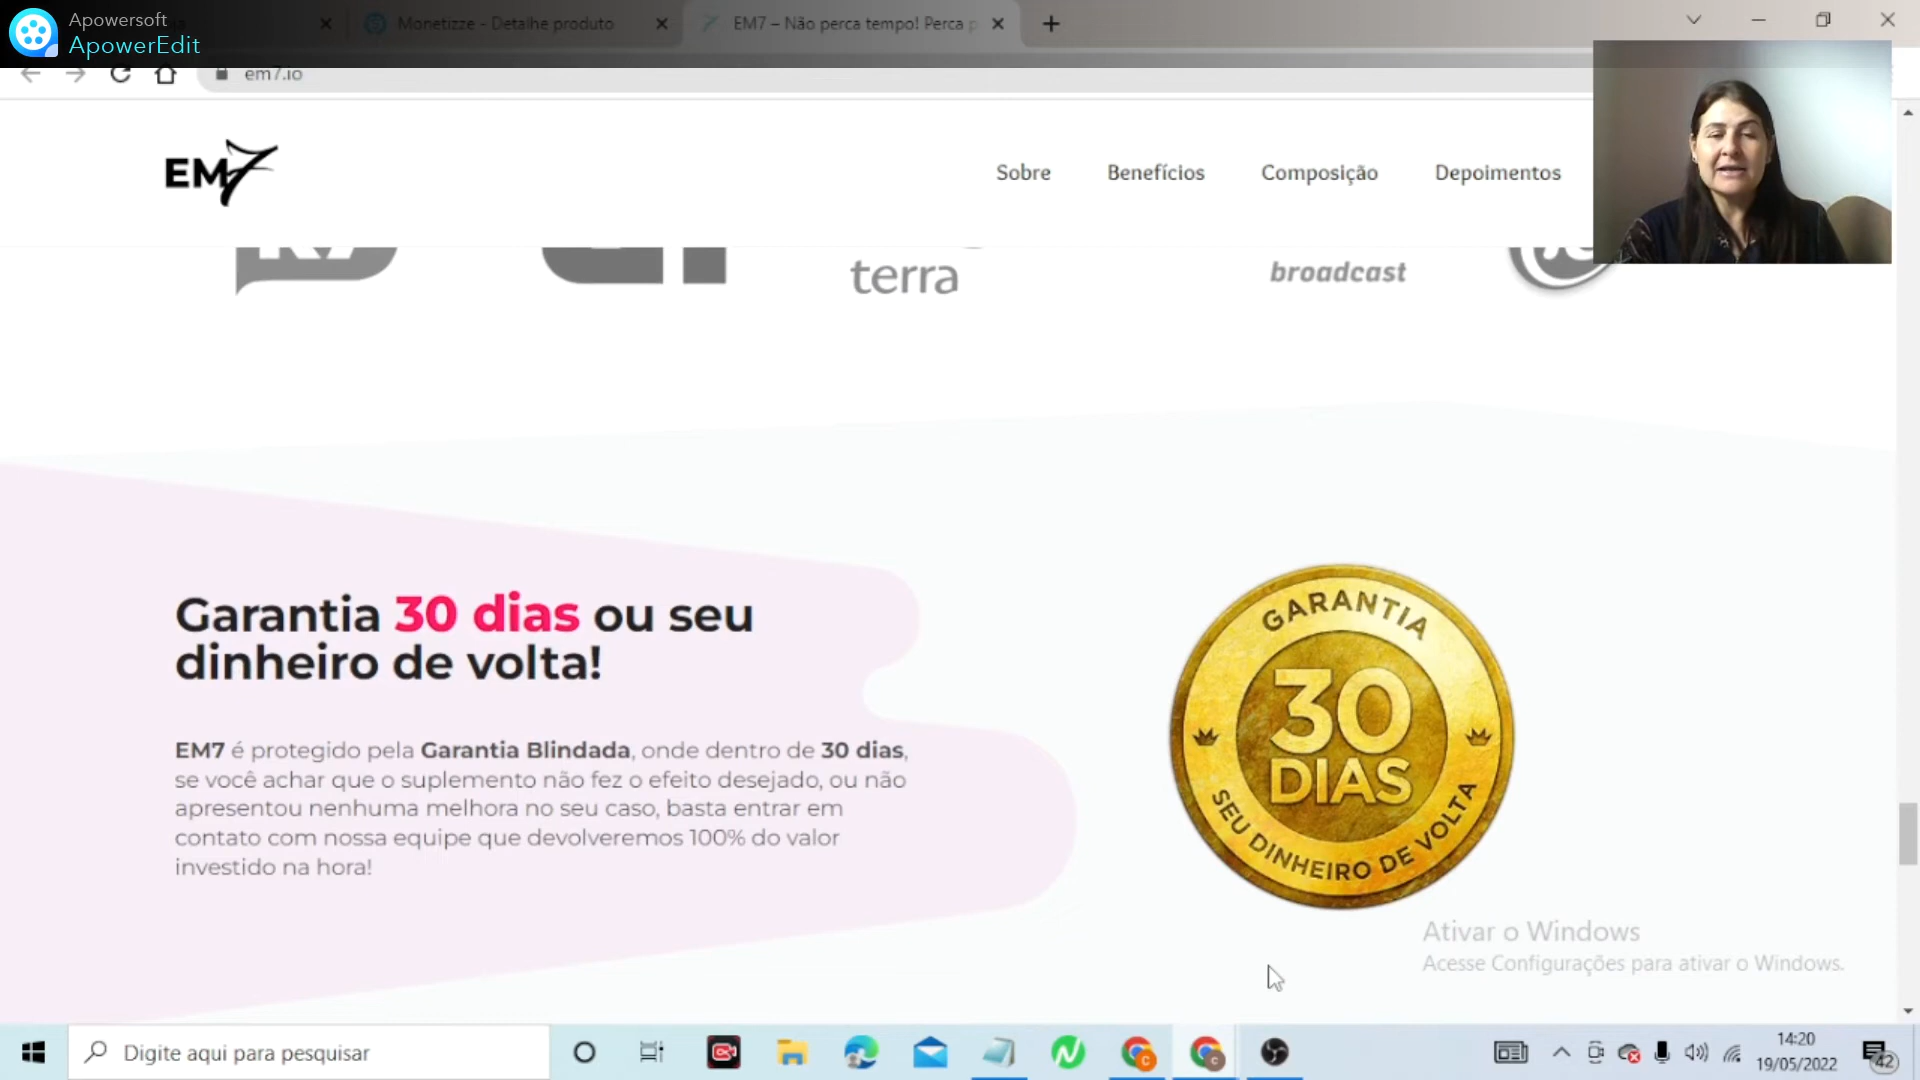 Apowersoft
ApowerEdit
Monetizze - Detalhe produto
EM7 – Não perca tempo! Perca p
em7.io
EM7
Sobre
Benefícios
Composição
Depoimentos
terra
broadcast
Garantia 30 dias ou seu
dinheiro de volta!
EM7 é protegido pela Garantia Blindada, onde dentro de 30 dias,
se você achar que o suplemento não fez o efeito desejado, ou não
apresentou nenhuma melhora no seu caso, basta entrar em
contato com nossa equipe que devolveremos 100% do valor
investido na hora!
GARANTIA
30
DIAS
SEU DINHEIRO DE VOLTA
Ativar o Windows
Acesse Configurações para ativar o Windows.
Digite aqui para pesquisar
14:20
19/05/2022
42